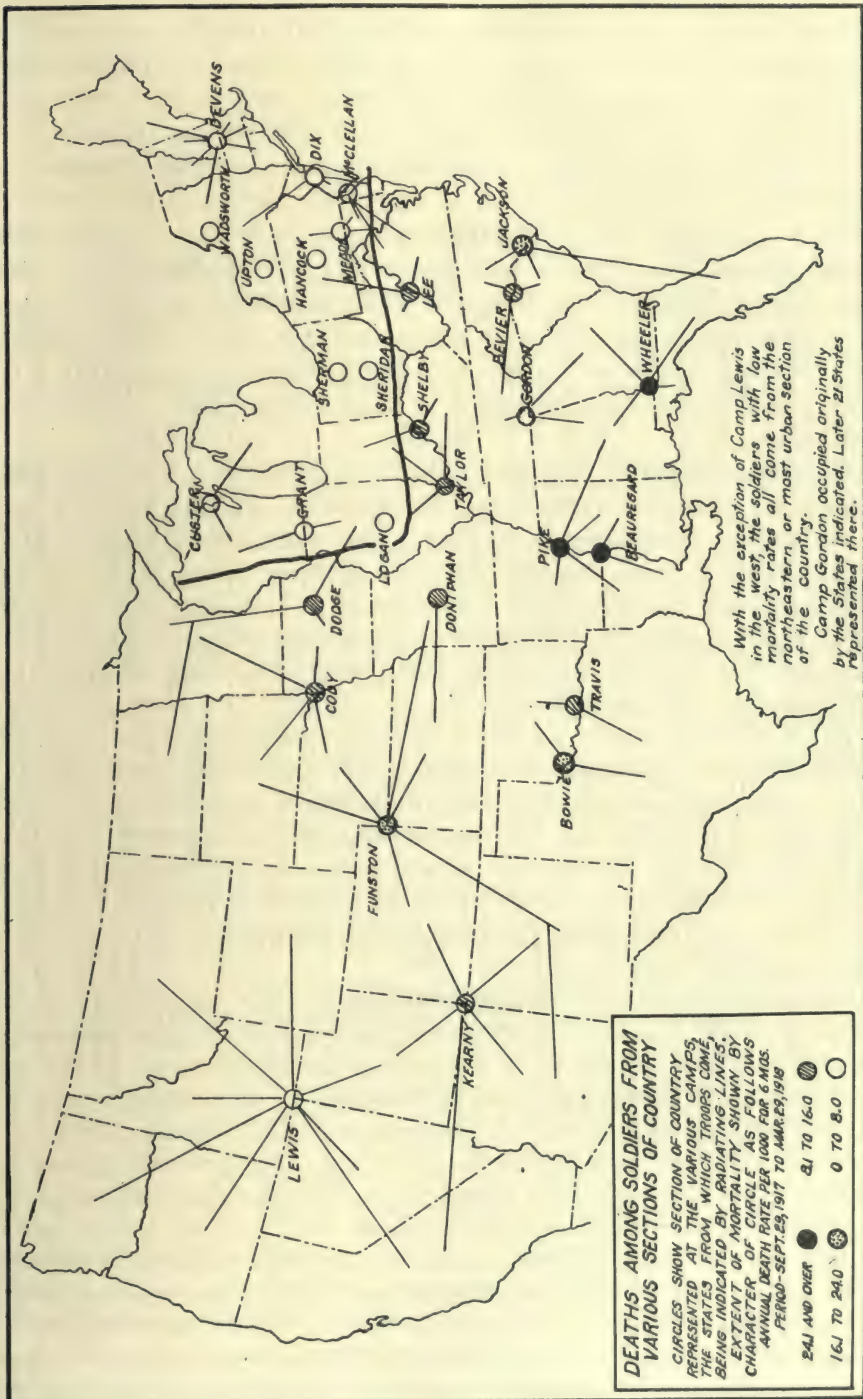 DEATHS AMONG SOLDIERS FROM
VARIOUS SECTIONS OF COUNTRY
CIRCLES SHOW SECTION OF COUNTRY
REPRESENTED AT THE VARIOUS CAMPS,
THE STATES FROM WHICH TROOPS COME,
BEING INDICATED BY RADIATING LINES.
EXTENT OF MORTALITY SHOWN BY
CHARACTER OF CIRCLE AS FOLLOWS
ANNUAL DEATH RATE PER 1000 FOR 6 MOS.
PERIOD-SEPT.29,1917 TO MAR.29,1918
24.1 AND OVER
8.1 TO 16.0
16.1 TO 24.0
0 TO 8.0
LEWIS
KEARNY
FUNSTON
BOWIE
TRAVIS
CODY
DODGE
DONIPHAN
CUSTER
GRANT
LOGAN
TAYLOR
SHELBY
SHERMAN
SHERIDAN
LEE
UPTON
HANCOCK
MEADE
WADSWORTH
DEVENS
DIX
McCLELLAN
JACKSON
SEVIER
GORDON
WHEELER
PIKE
BEAUREGARD
With the exception of Camp Lewis
in the west, the soldiers with low
mortality rates all come from the
northeastern or most urban section
of the country.
Camp Gordon occupied originally
by the States indicated. Later 21 States
represented there.